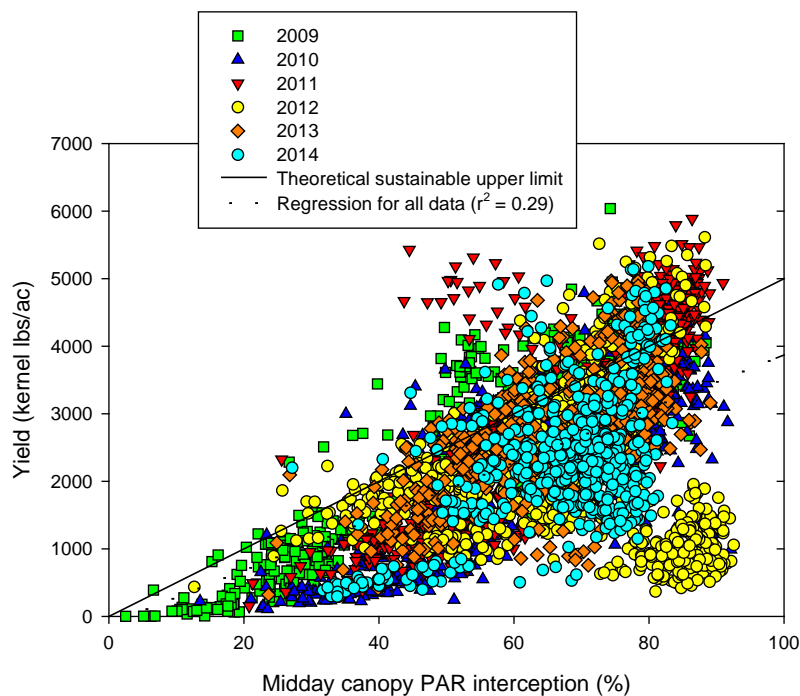 2009
2010
2011
2012
2013
2014
Theoretical sustainable upper limit
Regression for all data (r² = 0.29)
7000
6000
5000
4000
3000
2000
1000
0
Yield (kernel lbs/ac)
0 20 40 60 80 100
Midday canopy PAR interception (%)